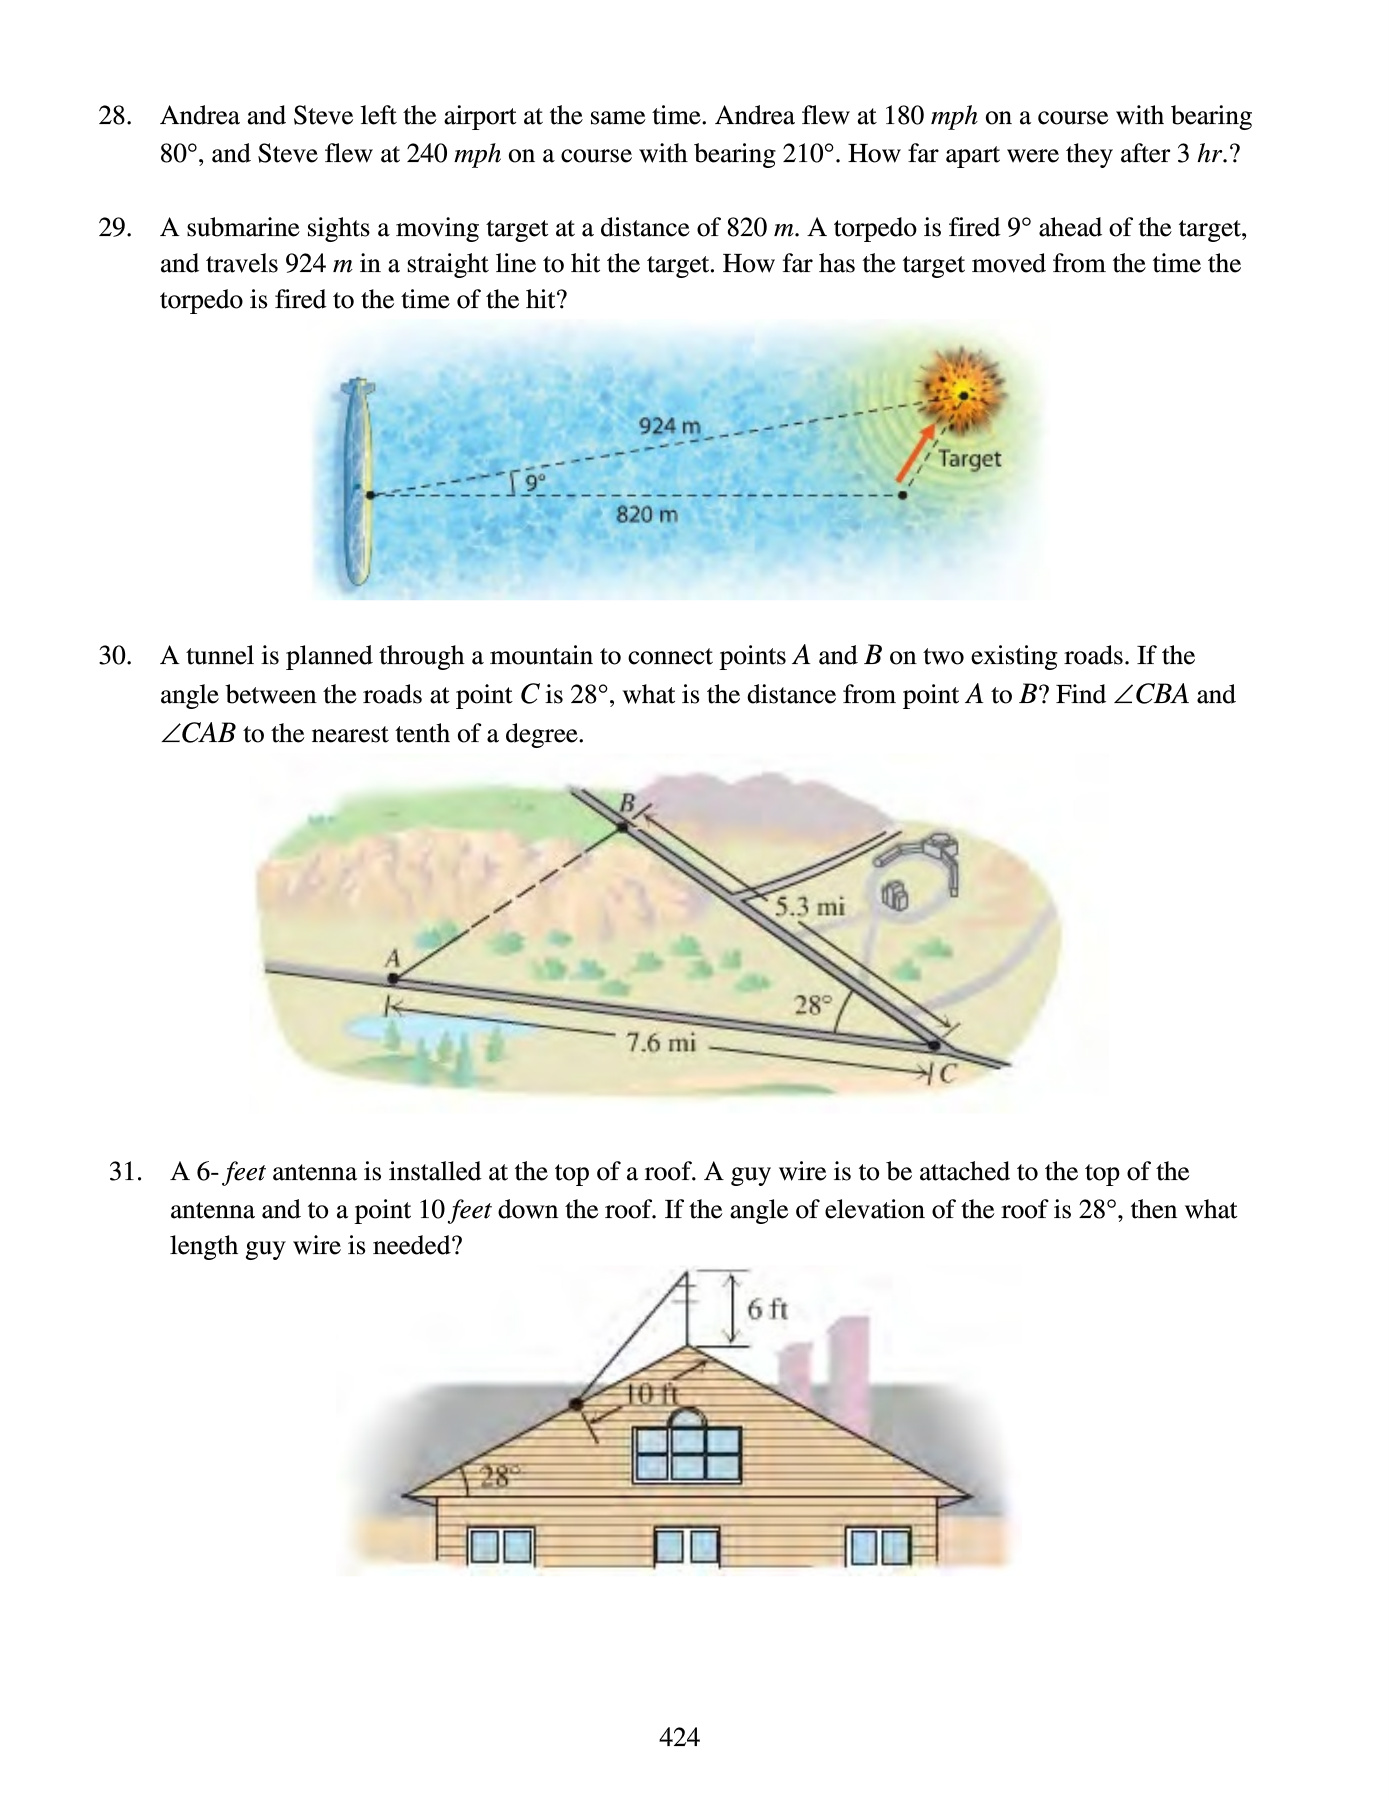 28. Andrea and Steve left the airport at the same time. Andrea flew at 180 mph on a course with bearing
80°, and Steve flew at 240 mph on a course with bearing 210°. How far apart were they after 3 hr.?
29. A submarine sights a moving target at a distance of 820 m. A torpedo is fired 9° ahead of the target,
and travels 924 m in a straight line to hit the target. How far has the target moved from the time the
torpedo is fired to the time of the hit?
924 m
Target
9°
820 m
30. A tunnel is planned through a mountain to connect points A and B on two existing roads. If the
angle between the roads at point C is 28°, what is the distance from point A to B? Find ∠CBA and
∠CAB to the nearest tenth of a degree.
B
5.3 mi
A
28°
7.6 mi
C
31. A 6- feet antenna is installed at the top of a roof. A guy wire is to be attached to the top of the
antenna and to a point 10 feet down the roof. If the angle of elevation of the roof is 28°, then what
length guy wire is needed?
6 ft
10 ft
28°
424